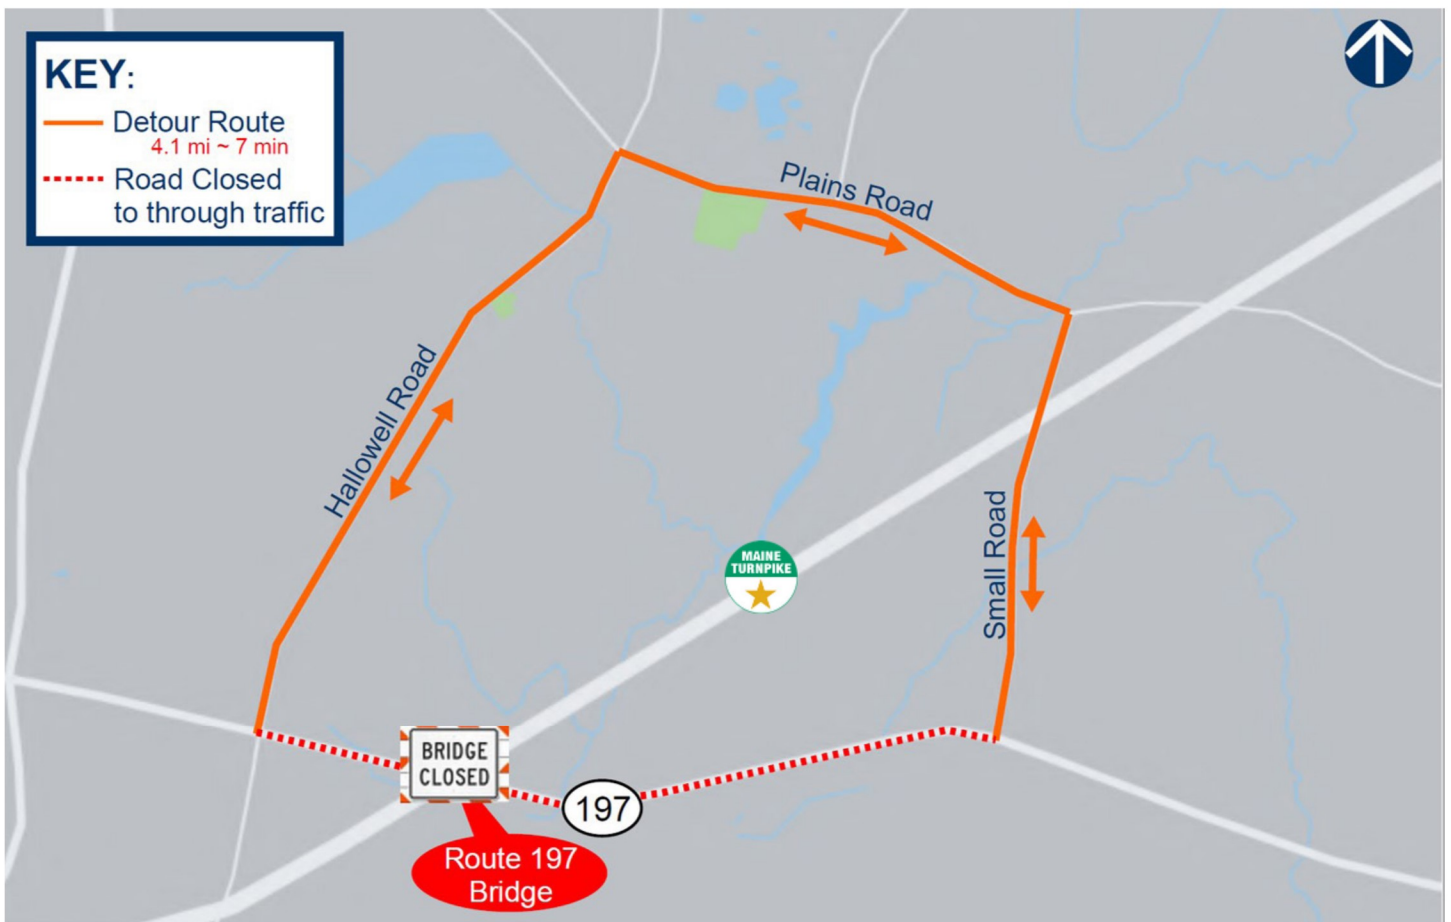 KEY:
Detour Route
4.1 mi ~ 7 min
Road Closed
to through traffic
Plains Road
Hallowell Road
MAINE
TURNPIKE
Small Road
BRIDGE
CLOSED
197
Route 197
Bridge